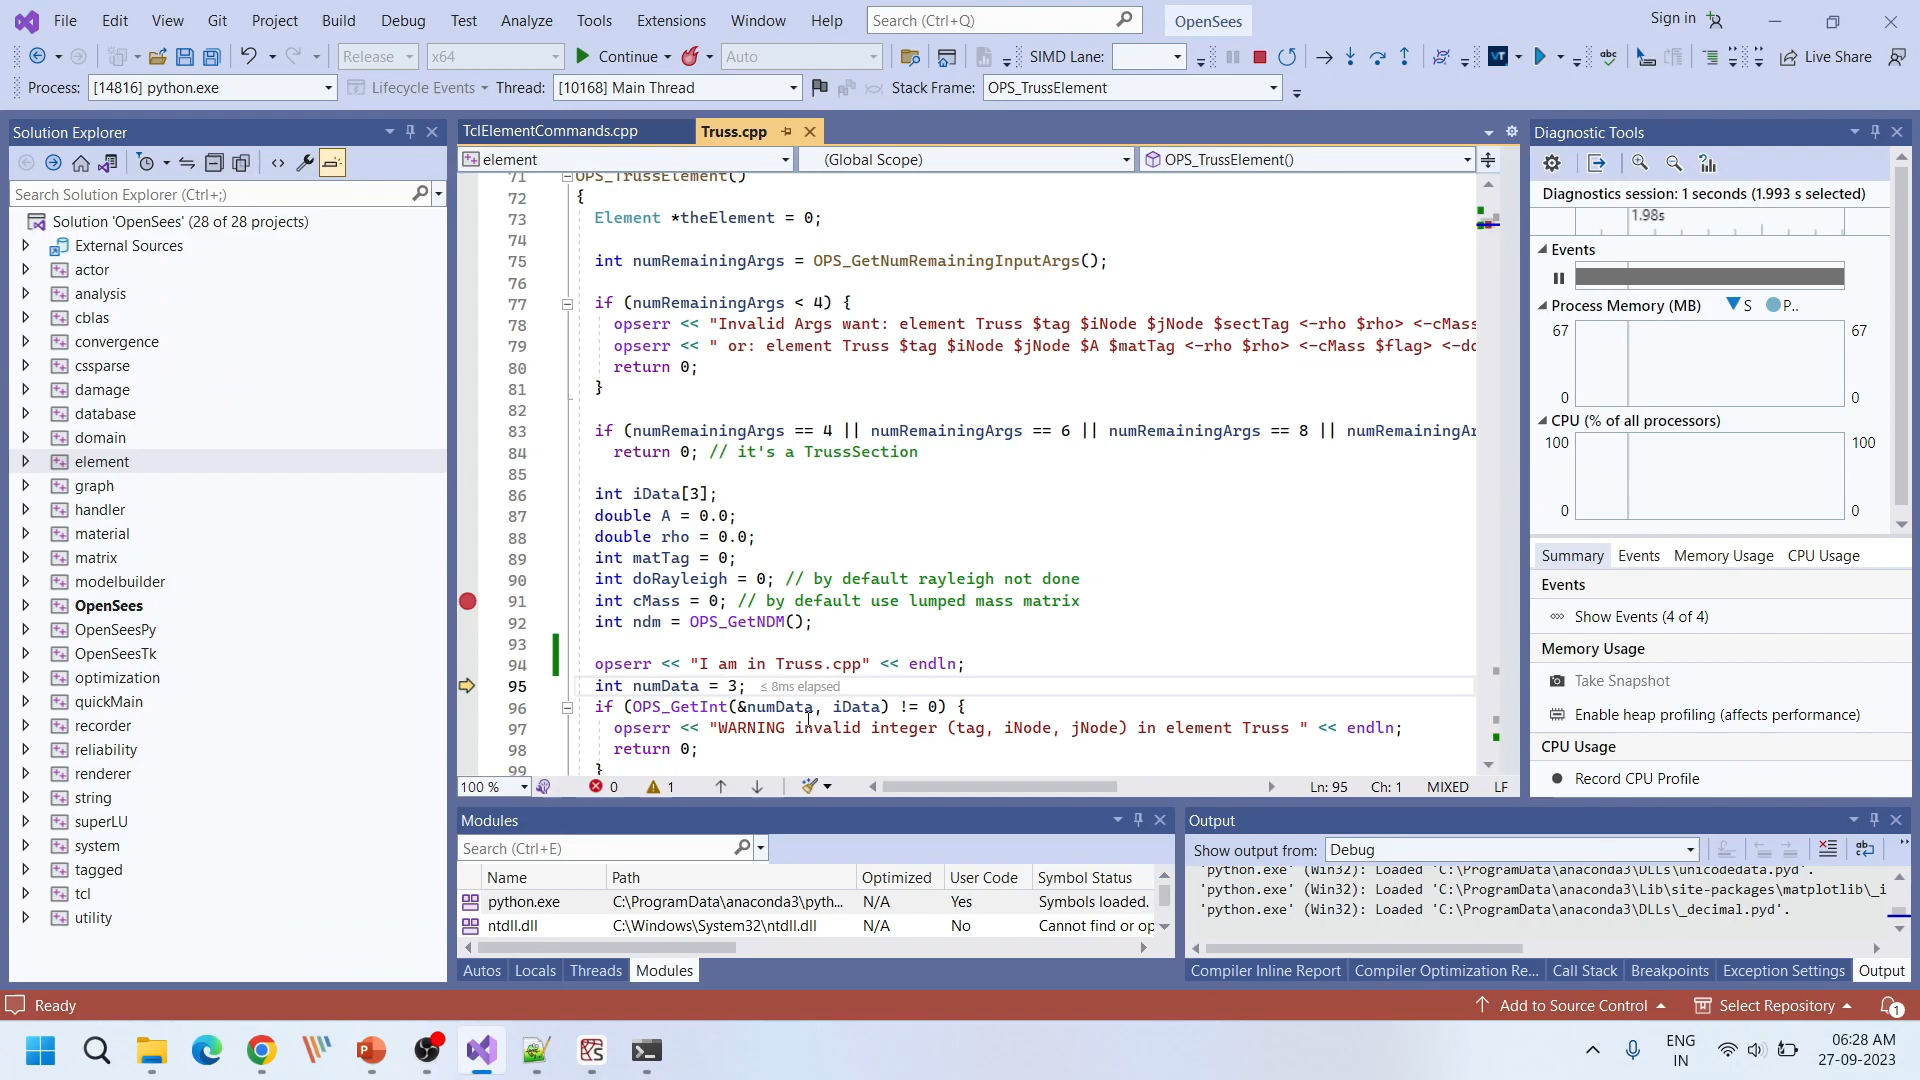 File Edit View Git Project Build Debug Test Analyze Tools Extensions Window Help Search (Ctrl+Q) OpenSees Sign in
Release x64 Continue Auto SIMD Lane: Live Share
Process: [14816] python.exe Lifecycle Events Thread: [10168] Main Thread Stack Frame: OPS_TrussElement
Solution Explorer
Search Solution Explorer (Ctrl+;)
Solution 'OpenSees' (28 of 28 projects)
External Sources
actor
analysis
cblas
convergence
cssparse
damage
database
domain
element
graph
handler
material
matrix
modelbuilder
OpenSees
OpenSeesPy
OpenSeesTk
optimization
quickMain
recorder
reliability
renderer
string
superLU
system
tagged
tcl
utility
TclElementCommands.cpp Truss.cpp
element (Global Scope) OPS_TrussElement()
71 OPS_TrussElement()
72 {
73 Element *theElement = 0;
74
75 int numRemainingArgs = OPS_GetNumRemainingInputArgs();
76
77 if (numRemainingArgs < 4) {
78 opserr << "Invalid Args want: element Truss $tag $iNode $jNode $sectTag <-rho $rho> <-cMass
79 opserr << " or: element Truss $tag $iNode $jNode $A $matTag <-rho $rho> <-cMass $flag> <-do
80 return 0;
81 }
82
83 if (numRemainingArgs == 4 || numRemainingArgs == 6 || numRemainingArgs == 8 || numRemainingAr
84 return 0; // it's a TrussSection
85
86 int iData[3];
87 double A = 0.0;
88 double rho = 0.0;
89 int matTag = 0;
90 int doRayleigh = 0; // by default rayleigh not done
91 int cMass = 0; // by default use lumped mass matrix
92 int ndm = OPS_GetNDM();
93
94 opserr << "I am in Truss.cpp" << endln;
95 int numData = 3; ≤ 8ms elapsed
96 if (OPS_GetInt(&numData, iData) != 0) {
97 opserr << "WARNING invalid integer (tag, iNode, jNode) in element Truss " << endln;
98 return 0;
99 }
100 % 0 1 Ln: 95 Ch: 1 MIXED LF
Diagnostic Tools
Diagnostics session: 1 seconds (1.993 s selected)
1.98s
Events
Process Memory (MB) S P..
67 67
0 0
CPU (% of all processors)
100 100
0 0
Summary Events Memory Usage CPU Usage
Events
Show Events (4 of 4)
Memory Usage
Take Snapshot
Enable heap profiling (affects performance)
CPU Usage
Record CPU Profile
Modules
Search (Ctrl+E)
Name Path Optimized User Code Symbol Status
python.exe C:\ProgramData\anaconda3\pyth... N/A Yes Symbols loaded.
ntdll.dll C:\Windows\System32\ntdll.dll N/A No Cannot find or op
Autos Locals Threads Modules
Output
Show output from: Debug
'python.exe' (Win32): Loaded 'C:\ProgramData\anaconda3\DLLs\unicodedata.pyd'.
'python.exe' (Win32): Loaded 'C:\ProgramData\anaconda3\Lib\site-packages\matplotlib\_i
'python.exe' (Win32): Loaded 'C:\ProgramData\anaconda3\DLLs\_decimal.pyd'.
Compiler Inline Report Compiler Optimization Re... Call Stack Breakpoints Exception Settings Output
Ready Add to Source Control Select Repository 1
ENG
IN
06:28 AM
27-09-2023